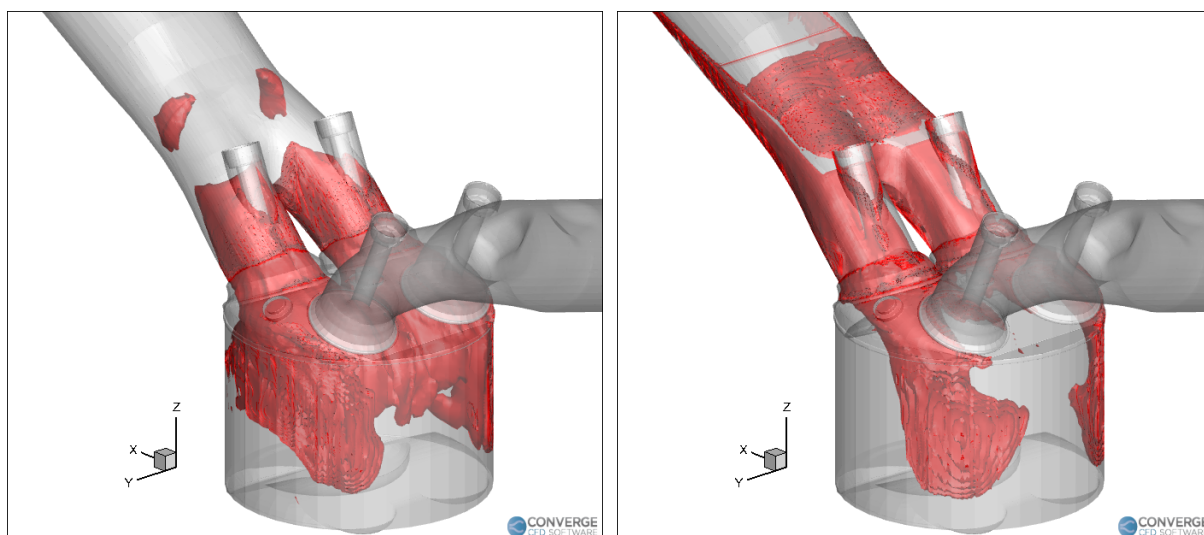 Z
X
Y
CONVERGE
CFD SOFTWARE
Z
X
Y
CONVERGE
CFD SOFTWARE